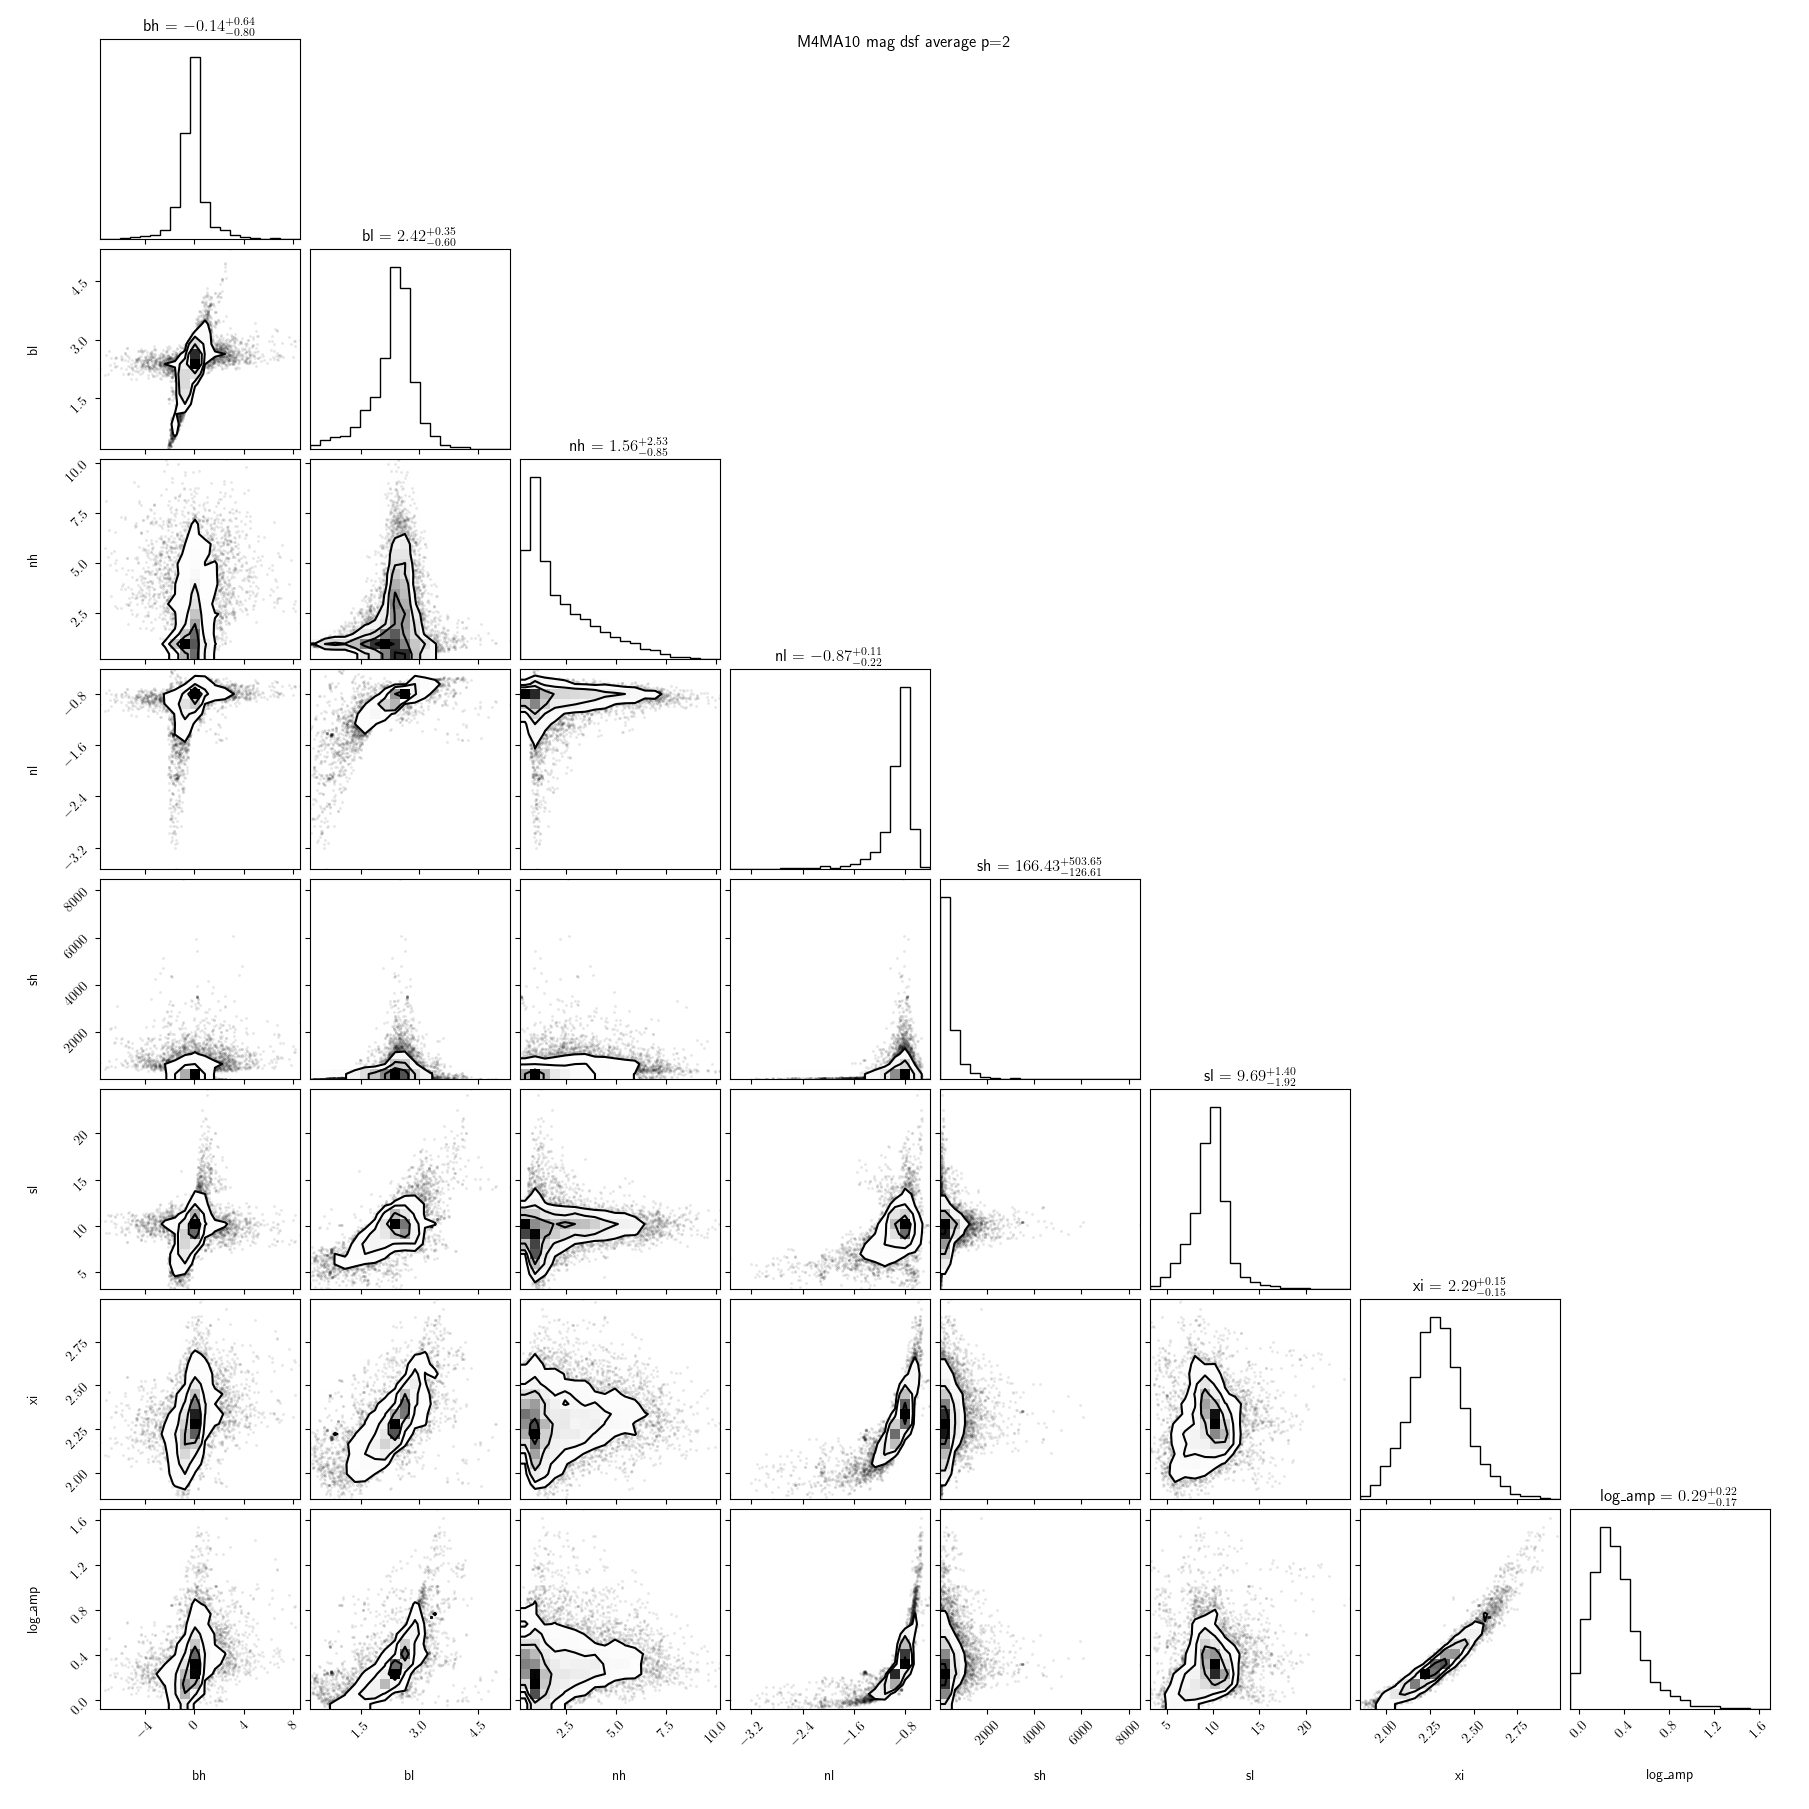 M4MA10 mag dsf average p=2
bh = −0.14+0.64−0.80
bl = 2.42+0.35−0.60
4.5
3.0
1.5
bl
nh = 1.56+2.53−0.85
10.0
7.5
5.0
2.5
nh
nl = −0.87+0.11−0.22
−0.8
−1.6
−2.4
−3.2
nl
sh = 166.43+503.65−126.61
8000
6000
4000
2000
sh
sl = 9.69+1.40−1.92
20
15
10
5
sl
xi = 2.29+0.15−0.15
2.75
2.50
2.25
2.00
xi
log_amp = 0.29+0.22−0.17
1.6
1.2
0.8
0.4
0.0
log_amp
−4 0 4 8 1.5 3.0 4.5 2.5 5.0 7.5 10.0 −3.2 −2.4 −1.6 −0.8 2000 4000 6000 8000 5 10 15 20 2.00 2.25 2.50 2.75 0.0 0.4 0.8 1.2 1.6
bh bl nh nl sh sl xi log_amp